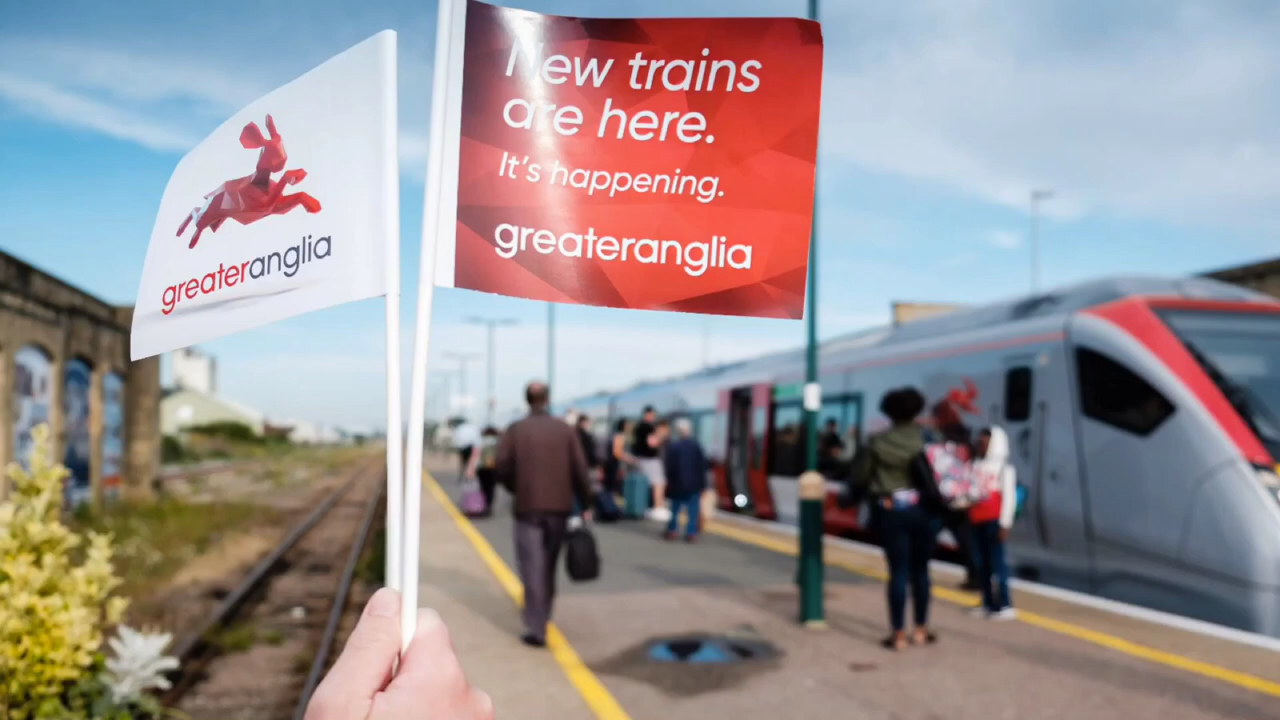 greateranglia
New trains
are here.
It's happening.
greateranglia